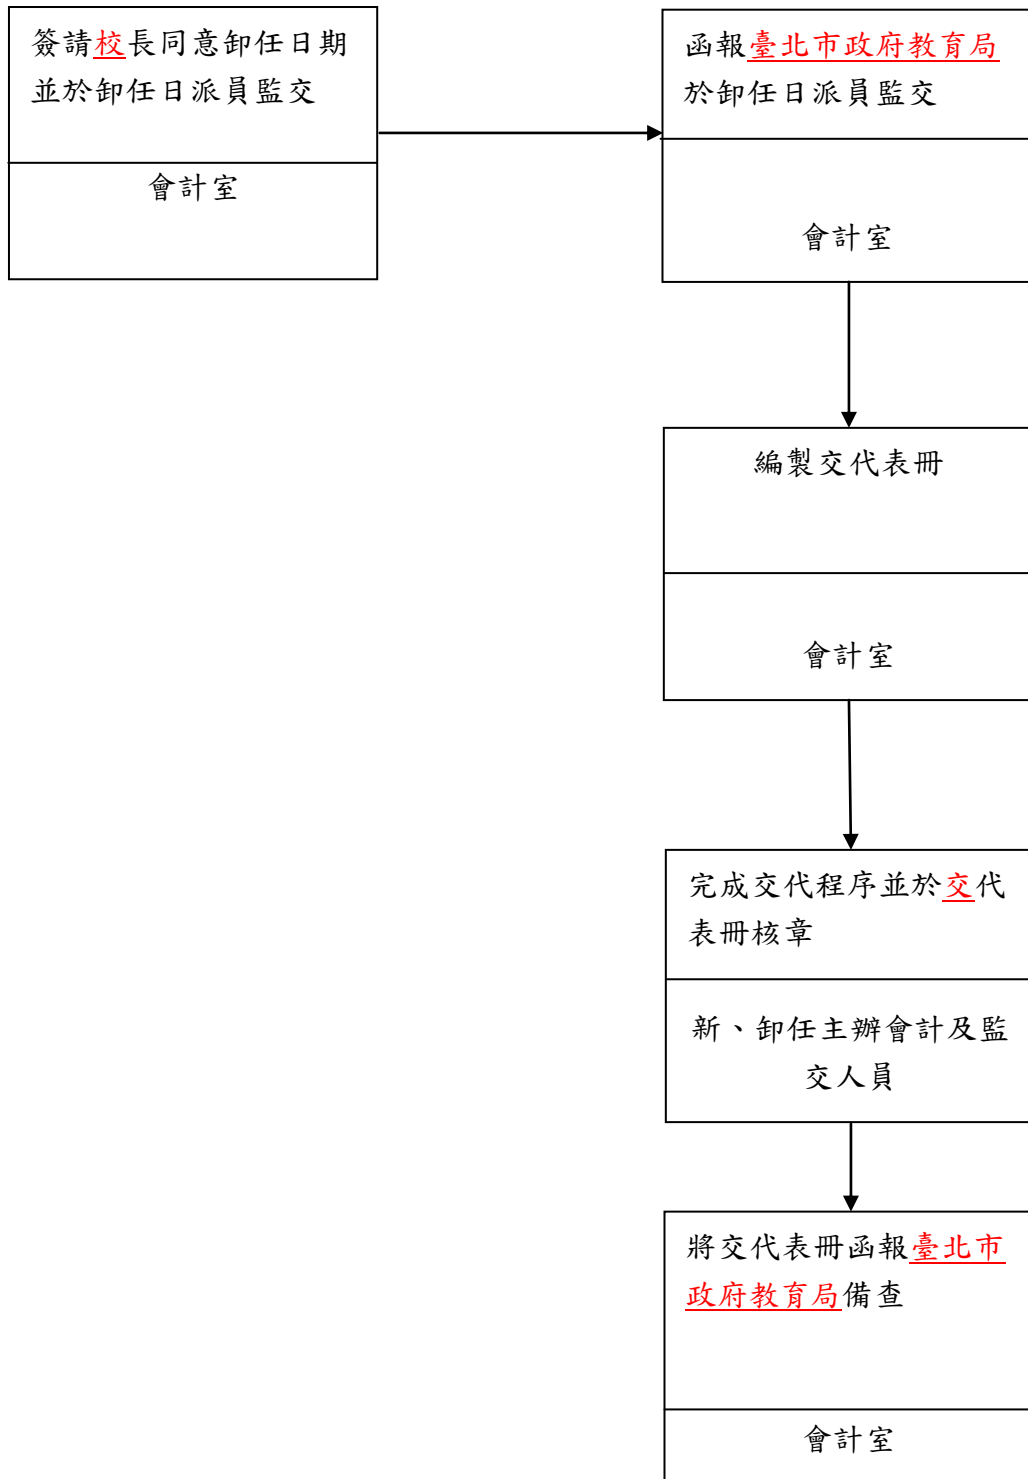 簽請校長同意卸任日期
並於卸任日派員監交
會計室
函報臺北市政府教育局
於卸任日派員監交
會計室
編製交代表冊
會計室
完成交代程序並於交代
表冊核章
新、卸任主辦會計及監
交人員
將交代表冊函報臺北市
政府教育局備查
會計室